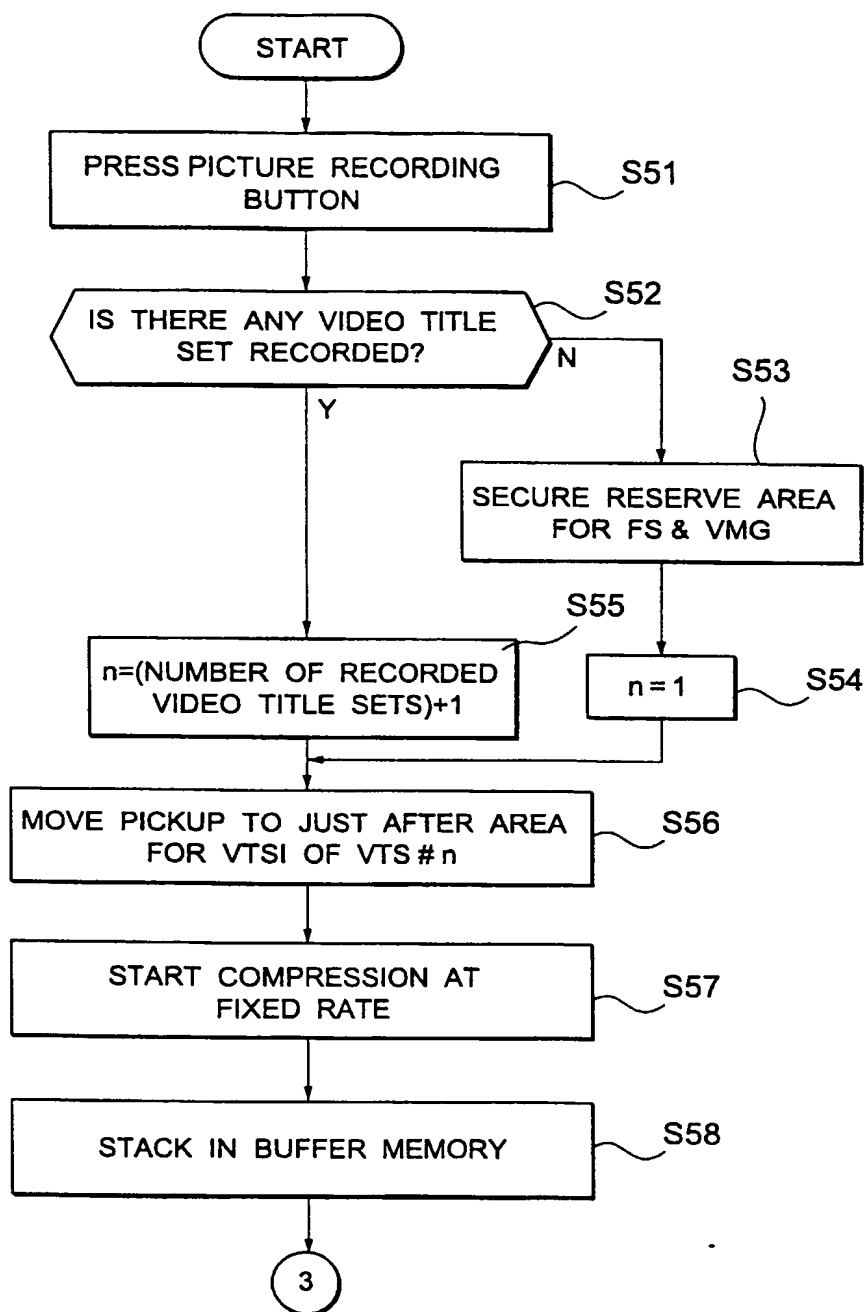 START
PRESS PICTURE RECORDING
BUTTON
S51
IS THERE ANY VIDEO TITLE
SET RECORDED?
S52
N
Y
S53
SECURE RESERVE AREA
FOR FS & VMG
S55
n=(NUMBER OF RECORDED
VIDEO TITLE SETS)+1
n = 1
S54
MOVE PICKUP TO JUST AFTER AREA
FOR VTSI OF VTS # n
S56
START COMPRESSION AT
FIXED RATE
S57
STACK IN BUFFER MEMORY
S58
3